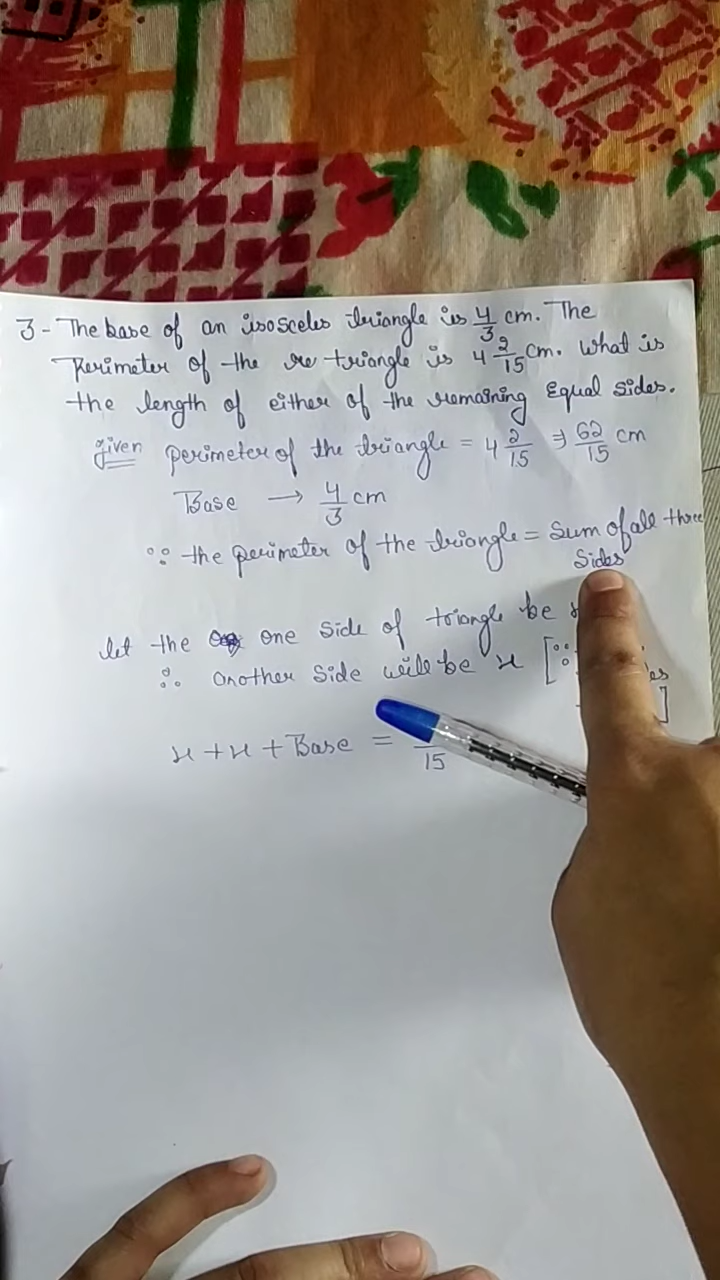 3- The base of an isosceles triangle is 4/3 cm. The
Perimeter of the re triangle is 4 2/15 cm. What is
the length of either of the remaining Equal sides.
given perimeter of the triangle = 4 2/15 ⇒ 62/15 cm
Base → 4/3 cm
∵ the perimeter of the triangle = Sum of all three
Sides
let the one side of triangle be
∴ another side will be x [∵
]
x + x + Base = /15